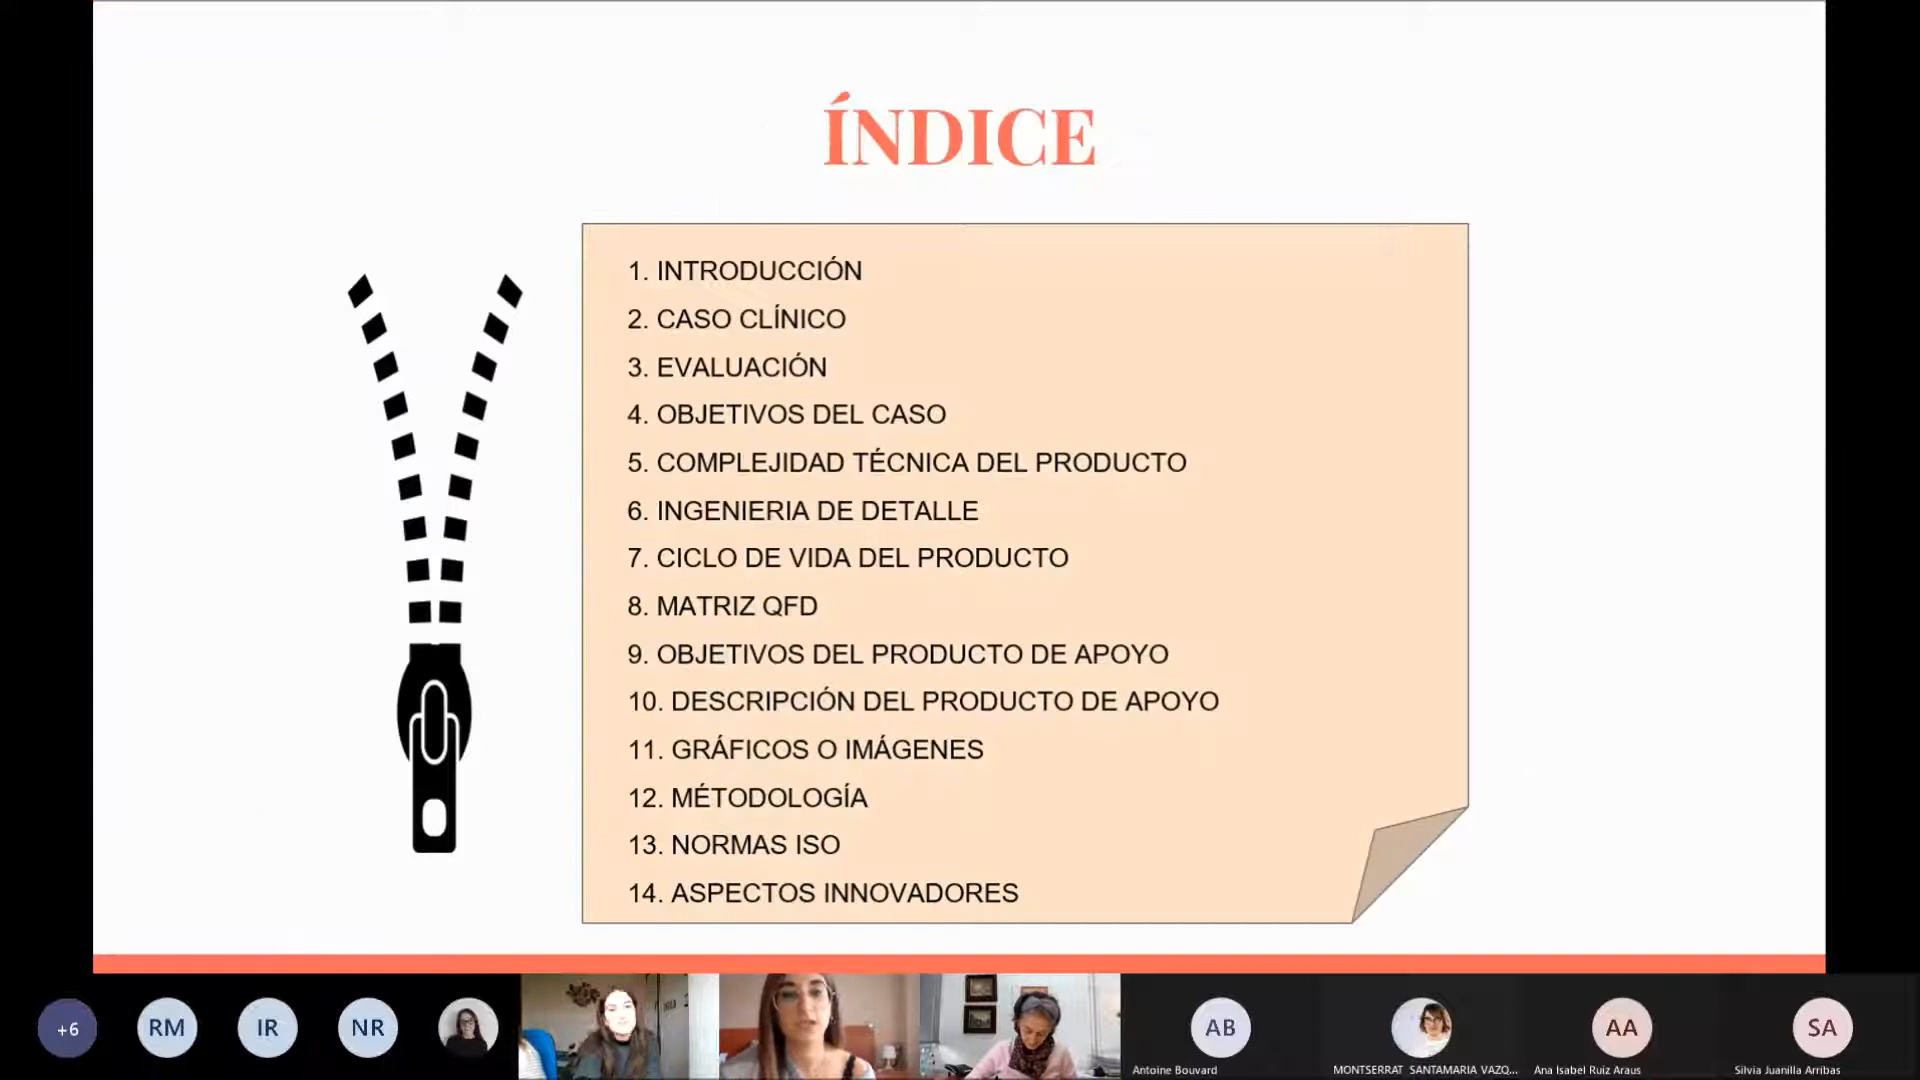 ÍNDICE
1. INTRODUCCIÓN
2. CASO CLÍNICO
3. EVALUACIÓN
4. OBJETIVOS DEL CASO
5. COMPLEJIDAD TÉCNICA DEL PRODUCTO
6. INGENIERIA DE DETALLE
7. CICLO DE VIDA DEL PRODUCTO
8. MATRIZ QFD
9. OBJETIVOS DEL PRODUCTO DE APOYO
10. DESCRIPCIÓN DEL PRODUCTO DE APOYO
11. GRÁFICOS O IMÁGENES
12. MÉTODOLOGÍA
13. NORMAS ISO
14. ASPECTOS INNOVADORES
+6
RM
IR
NR
AB
AA
SA
Antoine Bouvard
MONTSERRAT SANTAMARIA VAZQ...
Ana Isabel Ruiz Araus
Silvia Juanilla Arribas